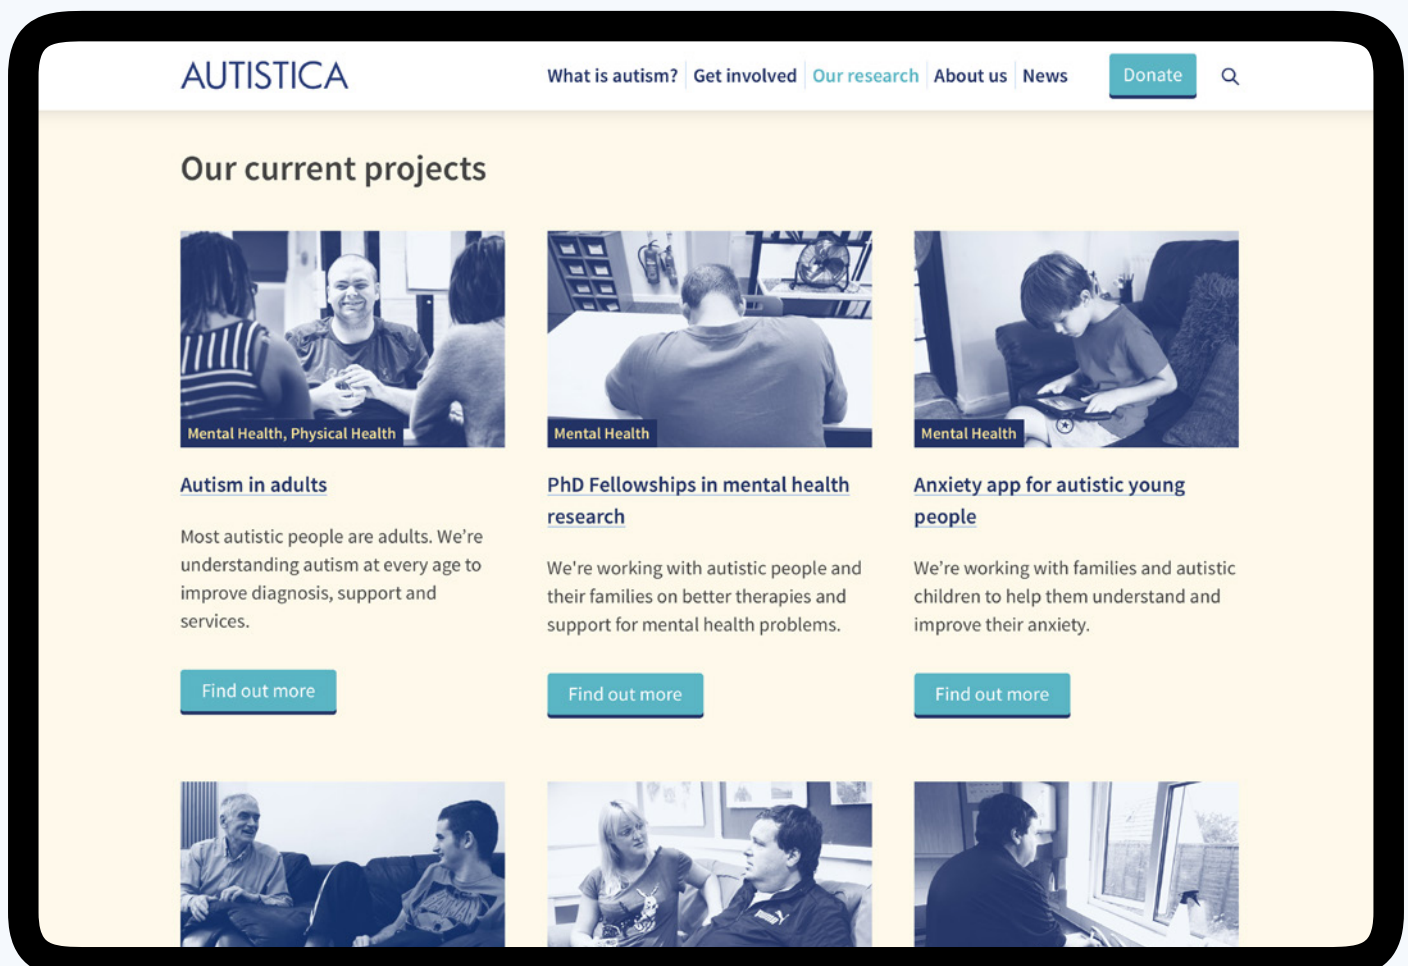 AUTISTICA
What is autism?
Get involved
Our research
About us
News
Donate
Our current projects
Mental Health, Physical Health
Autism in adults
Most autistic people are adults. We’re
understanding autism at every age to
improve diagnosis, support and
services.
Find out more
Mental Health
PhD Fellowships in mental health
research
We're working with autistic people and
their families on better therapies and
support for mental health problems.
Find out more
Mental Health
Anxiety app for autistic young
people
We’re working with families and autistic
children to help them understand and
improve their anxiety.
Find out more